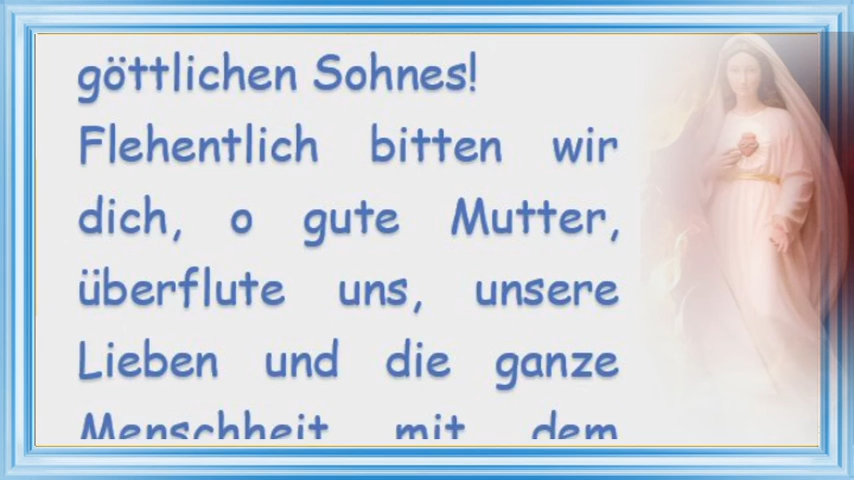 göttlichen Sohnes!
Flehentlich bitten wir
dich, o gute Mutter,
überflute uns, unsere
Lieben und die ganze
Menschheit mit dem